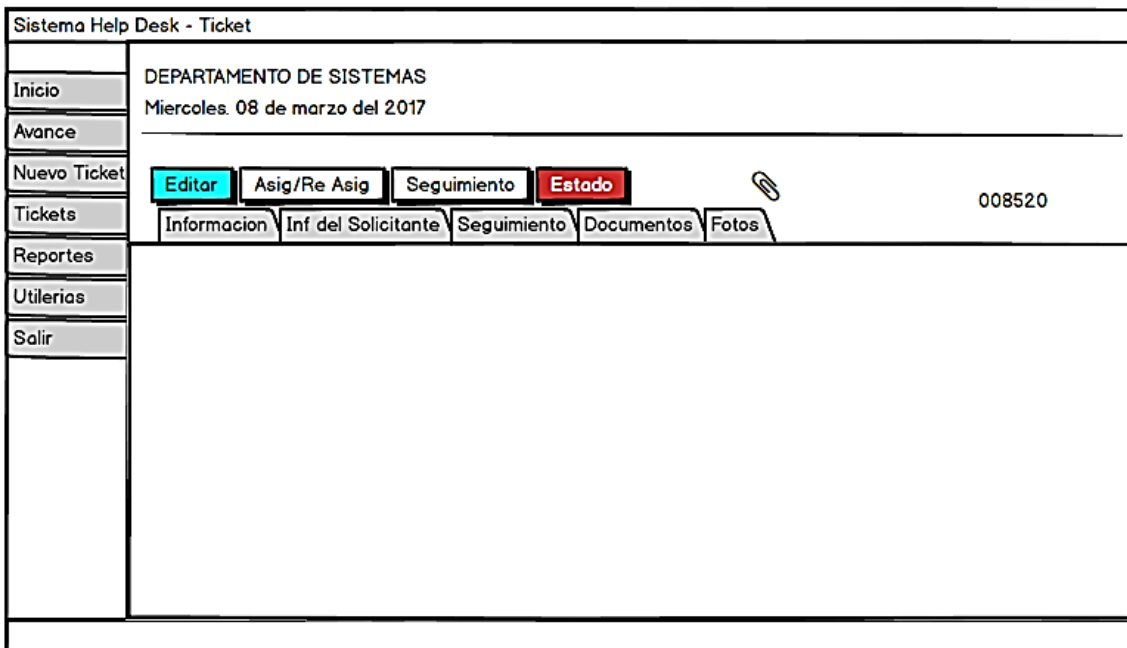 Sistema Help Desk - Ticket
DEPARTAMENTO DE SISTEMAS
Miercoles. 08 de marzo del 2017
Inicio
Avance
Nuevo Ticket
Tickets
Reportes
Utilerias
Salir
Editar Asig/Re Asig Seguimiento Estado
008520
Informacion Inf del Solicitante Seguimiento Documentos Fotos